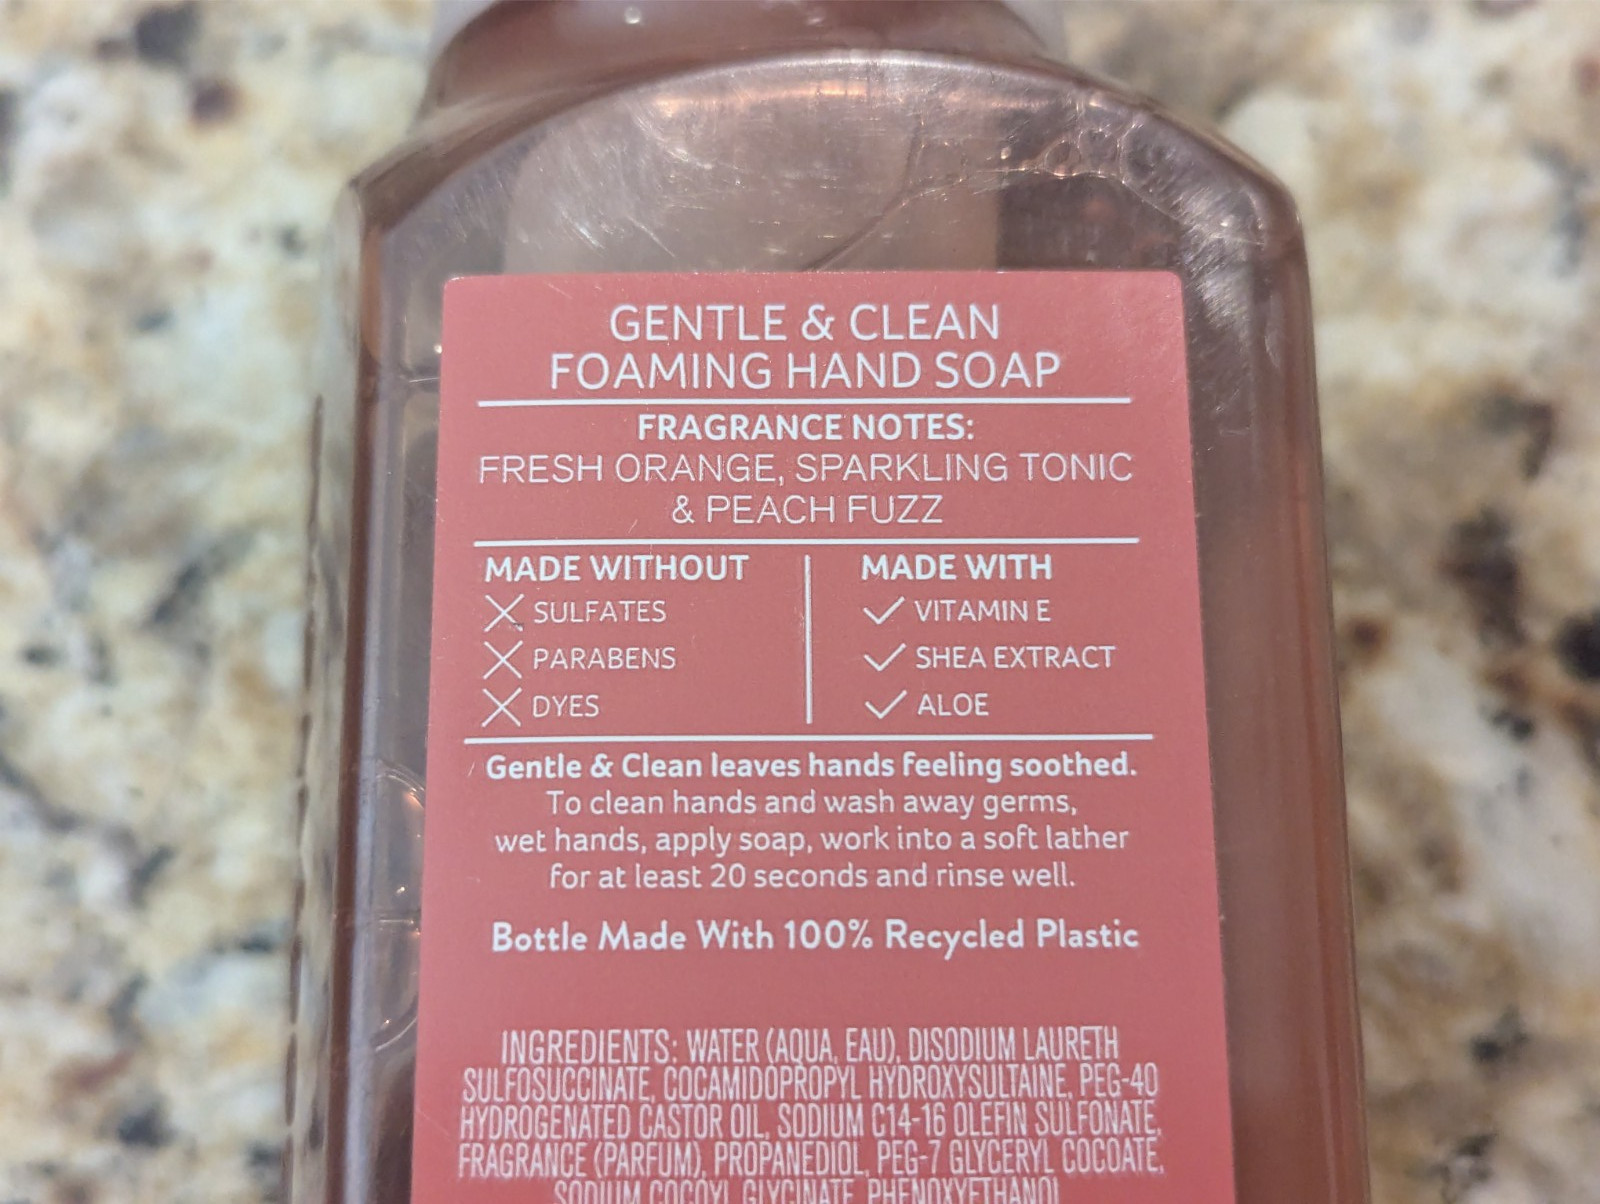 GENTLE & CLEAN
FOAMING HAND SOAP
FRAGRANCE NOTES:
FRESH ORANGE, SPARKLING TONIC
& PEACH FUZZ
MADE WITHOUT
SULFATES
PARABENS
DYES
MADE WITH
VITAMIN E
SHEA EXTRACT
ALOE
Gentle & Clean leaves hands feeling soothed.
To clean hands and wash away germs,
wet hands, apply soap, work into a soft lather
for at least 20 seconds and rinse well.
Bottle Made With 100% Recycled Plastic
INGREDIENTS: WATER (AQUA, EAU), DISODIUM LAURETH
SULFOSUCCINATE, COCAMIDOPROPYL HYDROXYSULTAINE, PEG-40
HYDROGENATED CASTOR OIL, SODIUM C14-16 OLEFIN SULFONATE,
FRAGRANCE (PARFUM), PROPANEDIOL, PEG-7 GLYCERYL COCOATE,
SODIUM COCOYL GLYCINATE, PHENOXYETHANOL